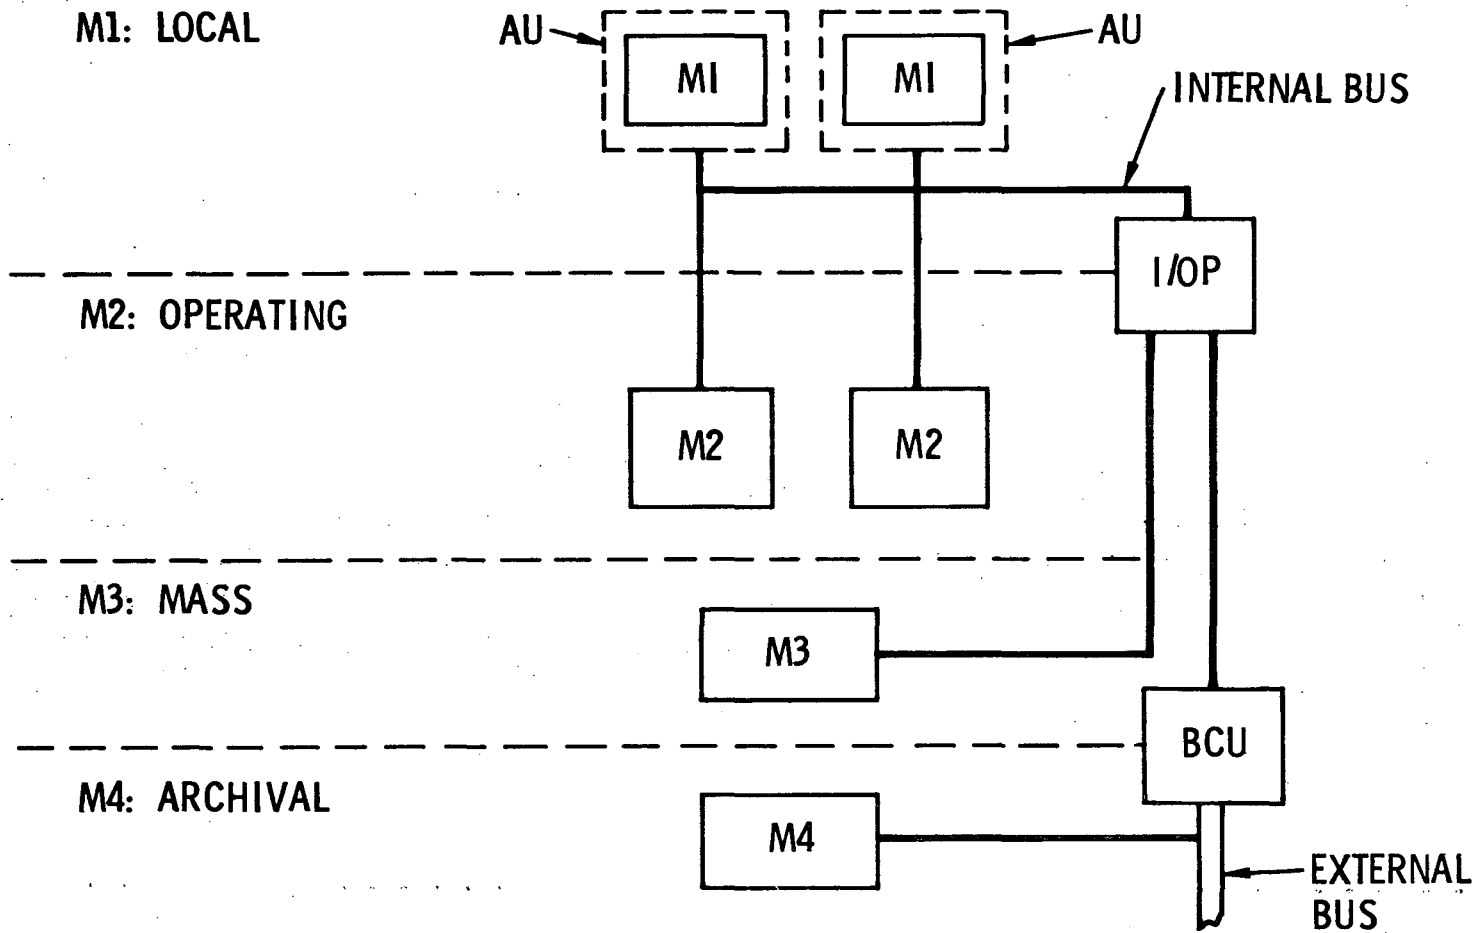 M1: LOCAL
AU
M1
M1
AU
INTERNAL BUS
I/OP
M2: OPERATING
M2
M2
M3: MASS
M3
BCU
M4: ARCHIVAL
M4
EXTERNAL
BUS